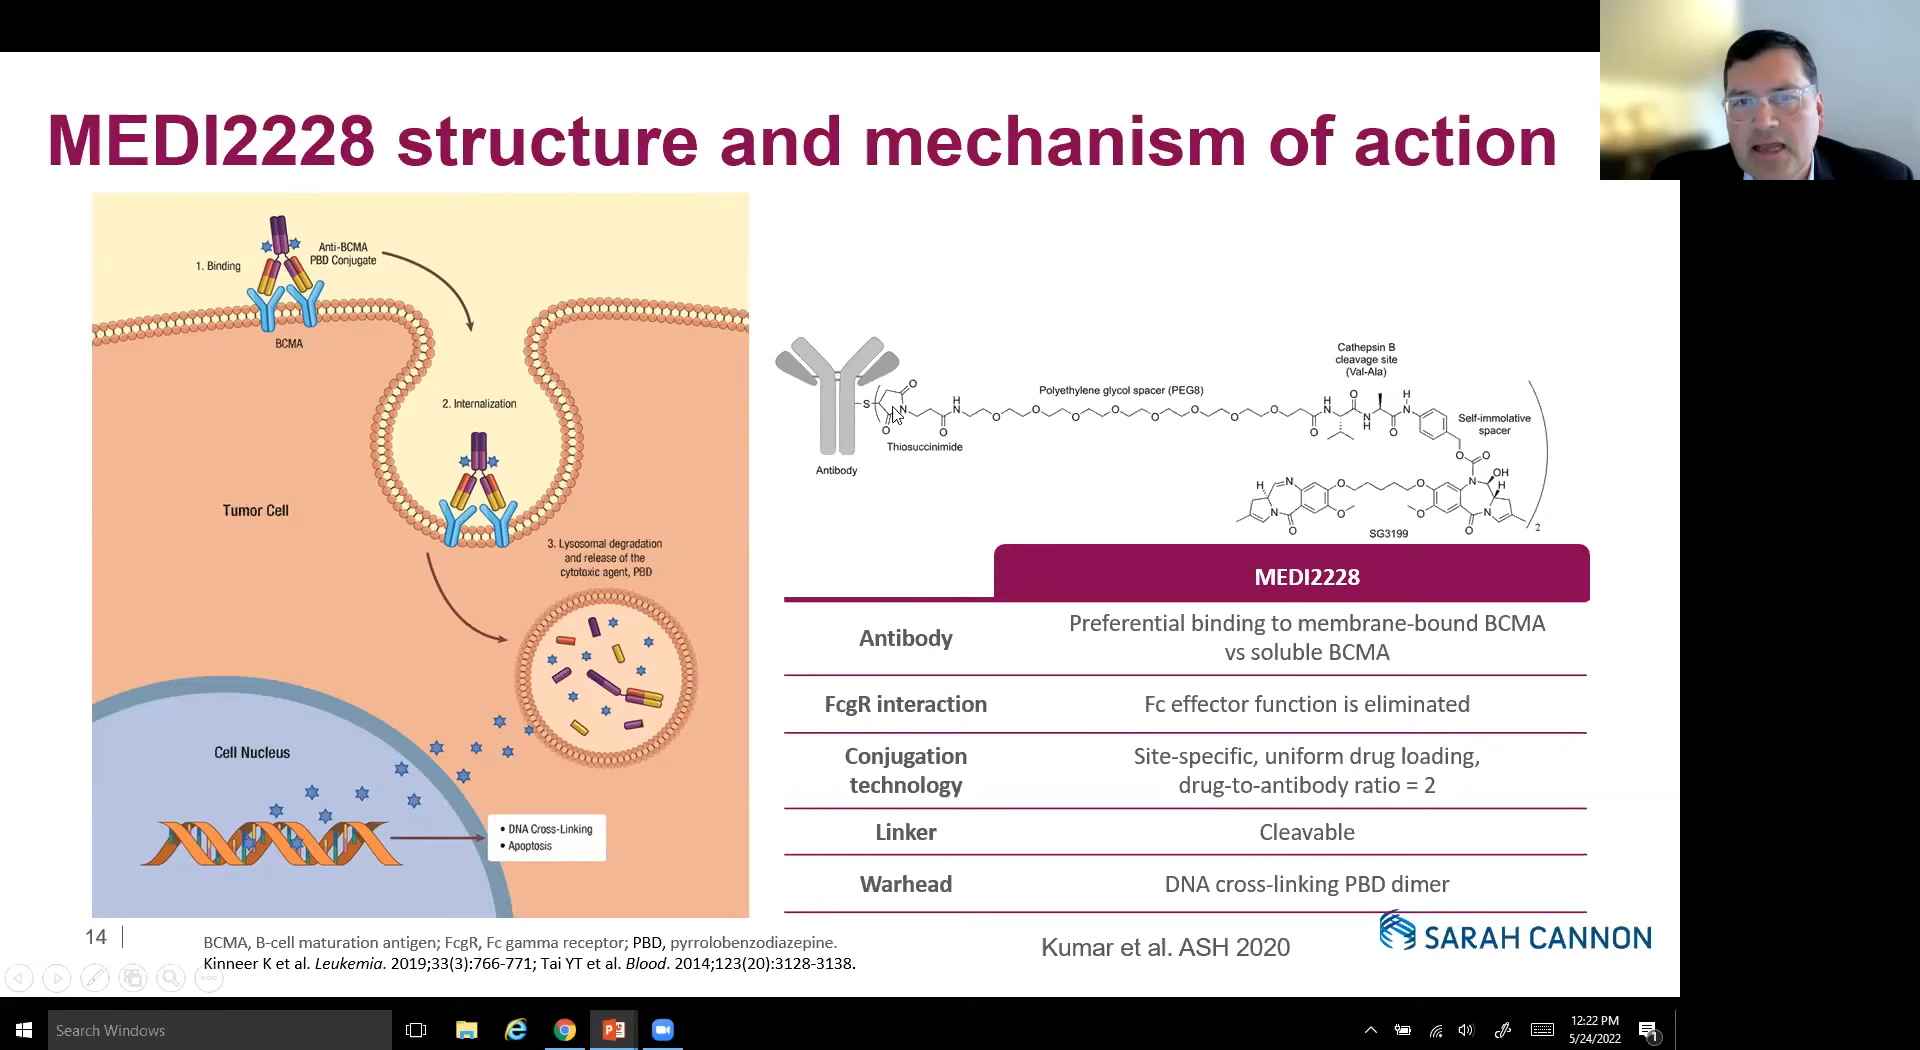 MEDI2228 structure and mechanism of action
1. Binding
Anti-BCMA
PBD Conjugate
BCMA
2. Internalization
Tumor Cell
3. Lysosomal degradation
and release of the
cytotoxic agent, PBD
Cell Nucleus
• DNA Cross-Linking
• Apoptosis
Antibody
S
O
N
O
Thiosuccinimide
O
H
N
Polyethylene glycol spacer (PEG8)
O
O
O
O
O
O
O
O
Cathepsin B
cleavage site
(Val-Ala)
O
H
N
O
N
H
O
H
N
Self-immolative
spacer
O
O
N
OH
H
H
N
N
O
O
O
O
O
O
N
O
SG3199
2
MEDI2228
Antibody
Preferential binding to membrane-bound BCMA
vs soluble BCMA
FcgR interaction
Fc effector function is eliminated
Conjugation
technology
Site-specific, uniform drug loading,
drug-to-antibody ratio = 2
Linker
Cleavable
Warhead
DNA cross-linking PBD dimer
14
BCMA, B-cell maturation antigen; FcgR, Fc gamma receptor; PBD, pyrrolobenzodiazepine.
Kinneer K et al. Leukemia. 2019;33(3):766-771; Tai YT et al. Blood. 2014;123(20):3128-3138.
Kumar et al. ASH 2020
SARAH CANNON
Search Windows
12:22 PM
5/24/2022
1